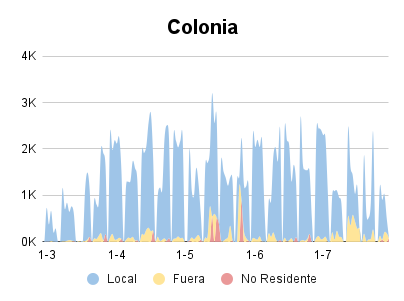 Colonia
4K
3K
2K
1K
0K
1-3 1-4 1-5 1-6 1-7
Local Fuera No Residente